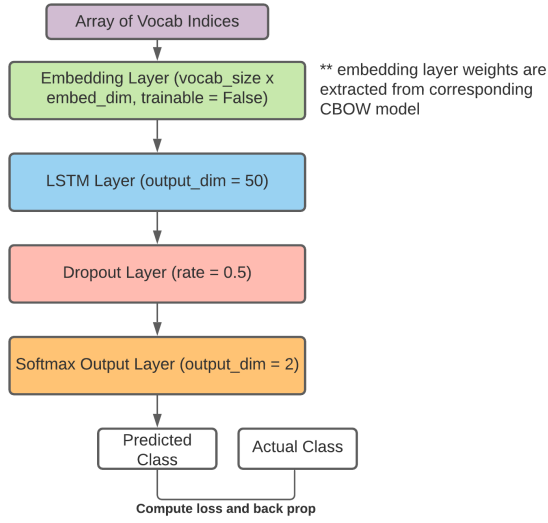 Array of Vocab Indices
Embedding Layer (vocab_size x
embed_dim, trainable = False)
** embedding layer weights are
extracted from corresponding
CBOW model
LSTM Layer (output_dim = 50)
Dropout Layer (rate = 0.5)
Softmax Output Layer (output_dim = 2)
Predicted
Class
Actual Class
Compute loss and back prop